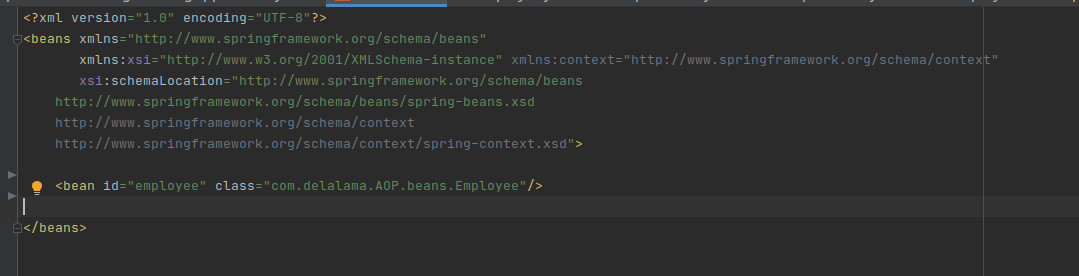 <?xml version="1.0" encoding="UTF-8"?>
<beans xmlns="http://www.springframework.org/schema/beans"
xmlns:xsi="http://www.w3.org/2001/XMLSchema-instance" xmlns:context="http://www.springframework.org/schema/context"
xsi:schemaLocation="http://www.springframework.org/schema/beans
http://www.springframework.org/schema/beans/spring-beans.xsd
http://www.springframework.org/schema/context
http://www.springframework.org/schema/context/spring-context.xsd">
<bean id="employee" class="com.delalama.AOP.beans.Employee"/>
</beans>